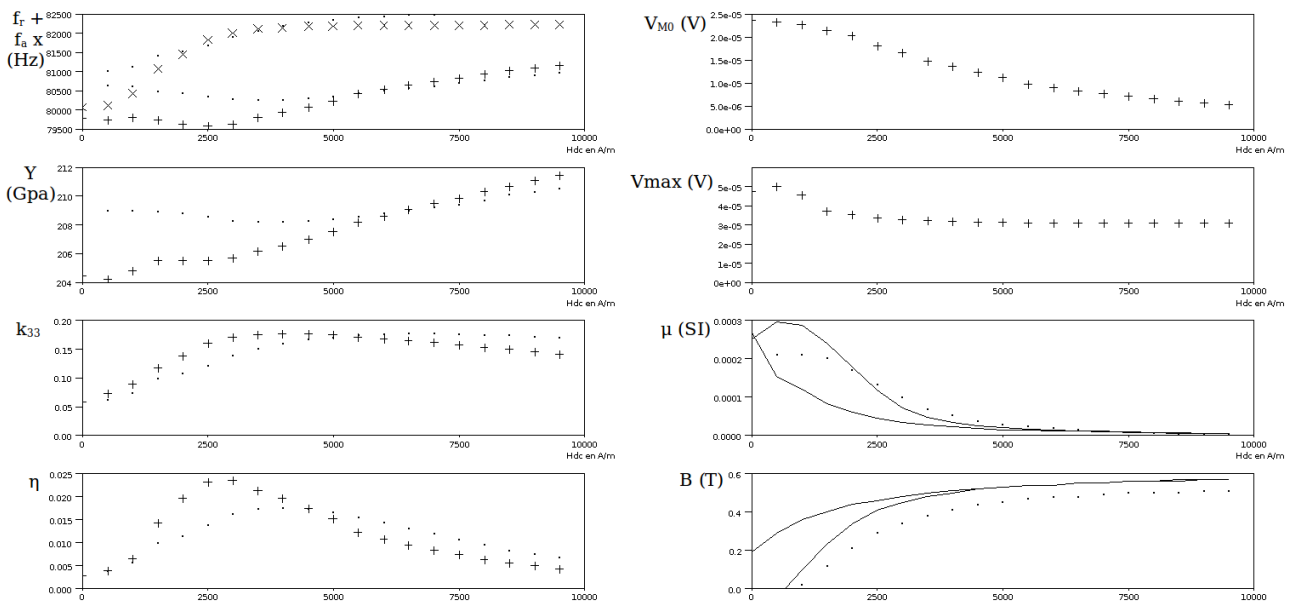 fᵣ +
fₐ x
(Hz)
82500
82000
81500
81000
80500
80000
79500
0
2500
5000
7500
10000
Hdc en A/m
V_M0 (V)
2.5e-05
2.0e-05
1.5e-05
1.0e-05
5.0e-06
0.0e+00
0
2500
5000
7500
10000
Hdc en A/m
Y
(Gpa)
212
210
208
206
204
0
2500
5000
7500
10000
Hdc en A/m
Vmax (V)
5e-05
4e-05
3e-05
2e-05
1e-05
0e+00
0
2500
5000
7500
10000
Hdc en A/m
k₃₃
0.20
0.15
0.10
0.05
0.00
0
2500
5000
7500
10000
Hdc en A/m
μ (SI)
0.0003
0.0002
0.0001
0.0000
0
2500
5000
7500
10000
Hdc en A/m
η
0.025
0.020
0.015
0.010
0.005
0.000
0
2500
5000
7500
10000
Hdc en A/m
B (T)
0.6
0.4
0.2
0.0
0
2500
5000
7500
10000
Hdc en A/m